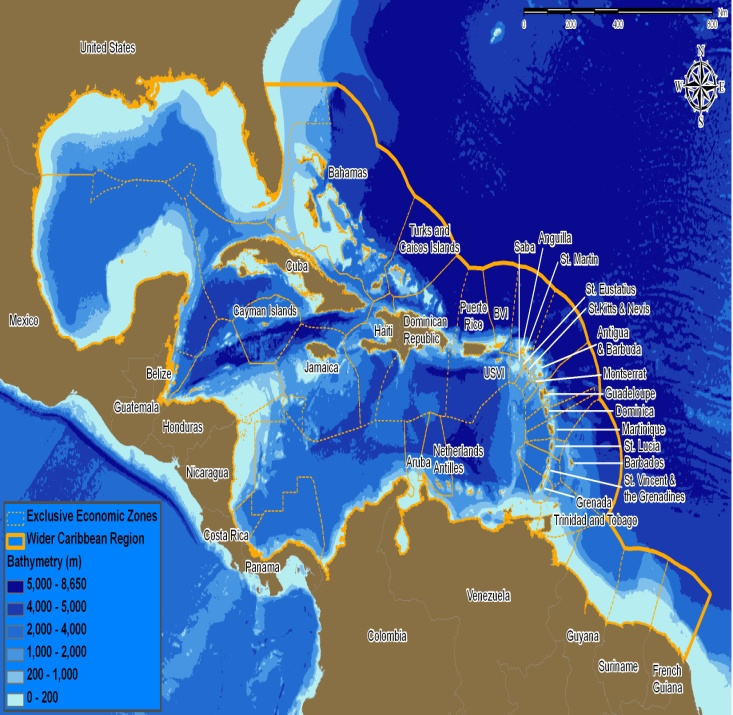 Nm
0 200 400 800
United States
N
W E
S
Bahamas
Turks and
Caicos Islands
Saba
Anguilla
St. Martin
Cuba
St. Eustatius
St.Kitts & Nevis
Cayman Islands
Puerto
Rico
BVI
Mexico
Haiti
Dominican
Republic
Antigua
& Barbuda
Jamaica
Belize
USVI
Montserrat
Guadeloupe
Guatemala
Dominica
Honduras
Martinique
St. Lucia
Nicaragua
Aruba
Netherlands
Antilles
Barbados
St. Vincent &
the Grenadines
Grenada
Trinidad and Tobago
Costa Rica
Panama
Venezuela
Colombia
Guyana
Suriname
French
Guiana
Exclusive Economic Zones
Wider Caribbean Region
Bathymetry (m)
5,000 - 8,650
4,000 - 5,000
2,000 - 4,000
1,000 - 2,000
200 - 1,000
0 - 200